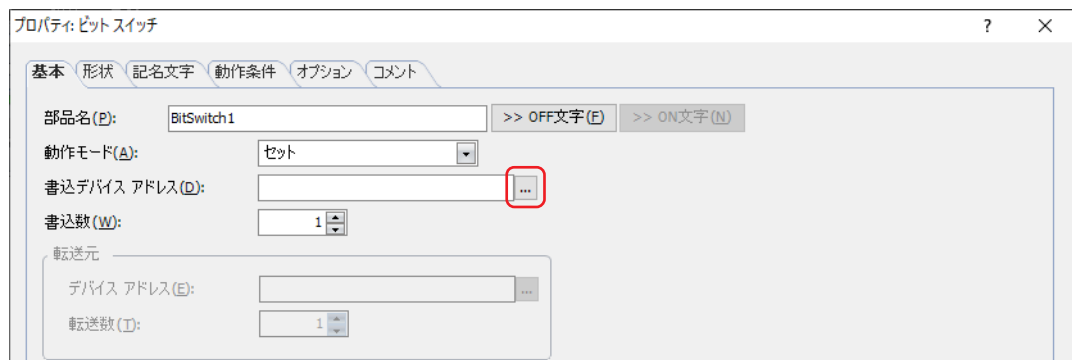 プロパティ: ビット スイッチ ?
基本 形状 記名文字 動作条件 オプション コメント
部品名(P): BitSwitch1 >> OFF文字(F) >> ON文字(N)
動作モード(A): セット
書込デバイス アドレス(D): ...
書込数(W): 1
転送元
デバイス アドレス(E): ...
転送数(T): 1